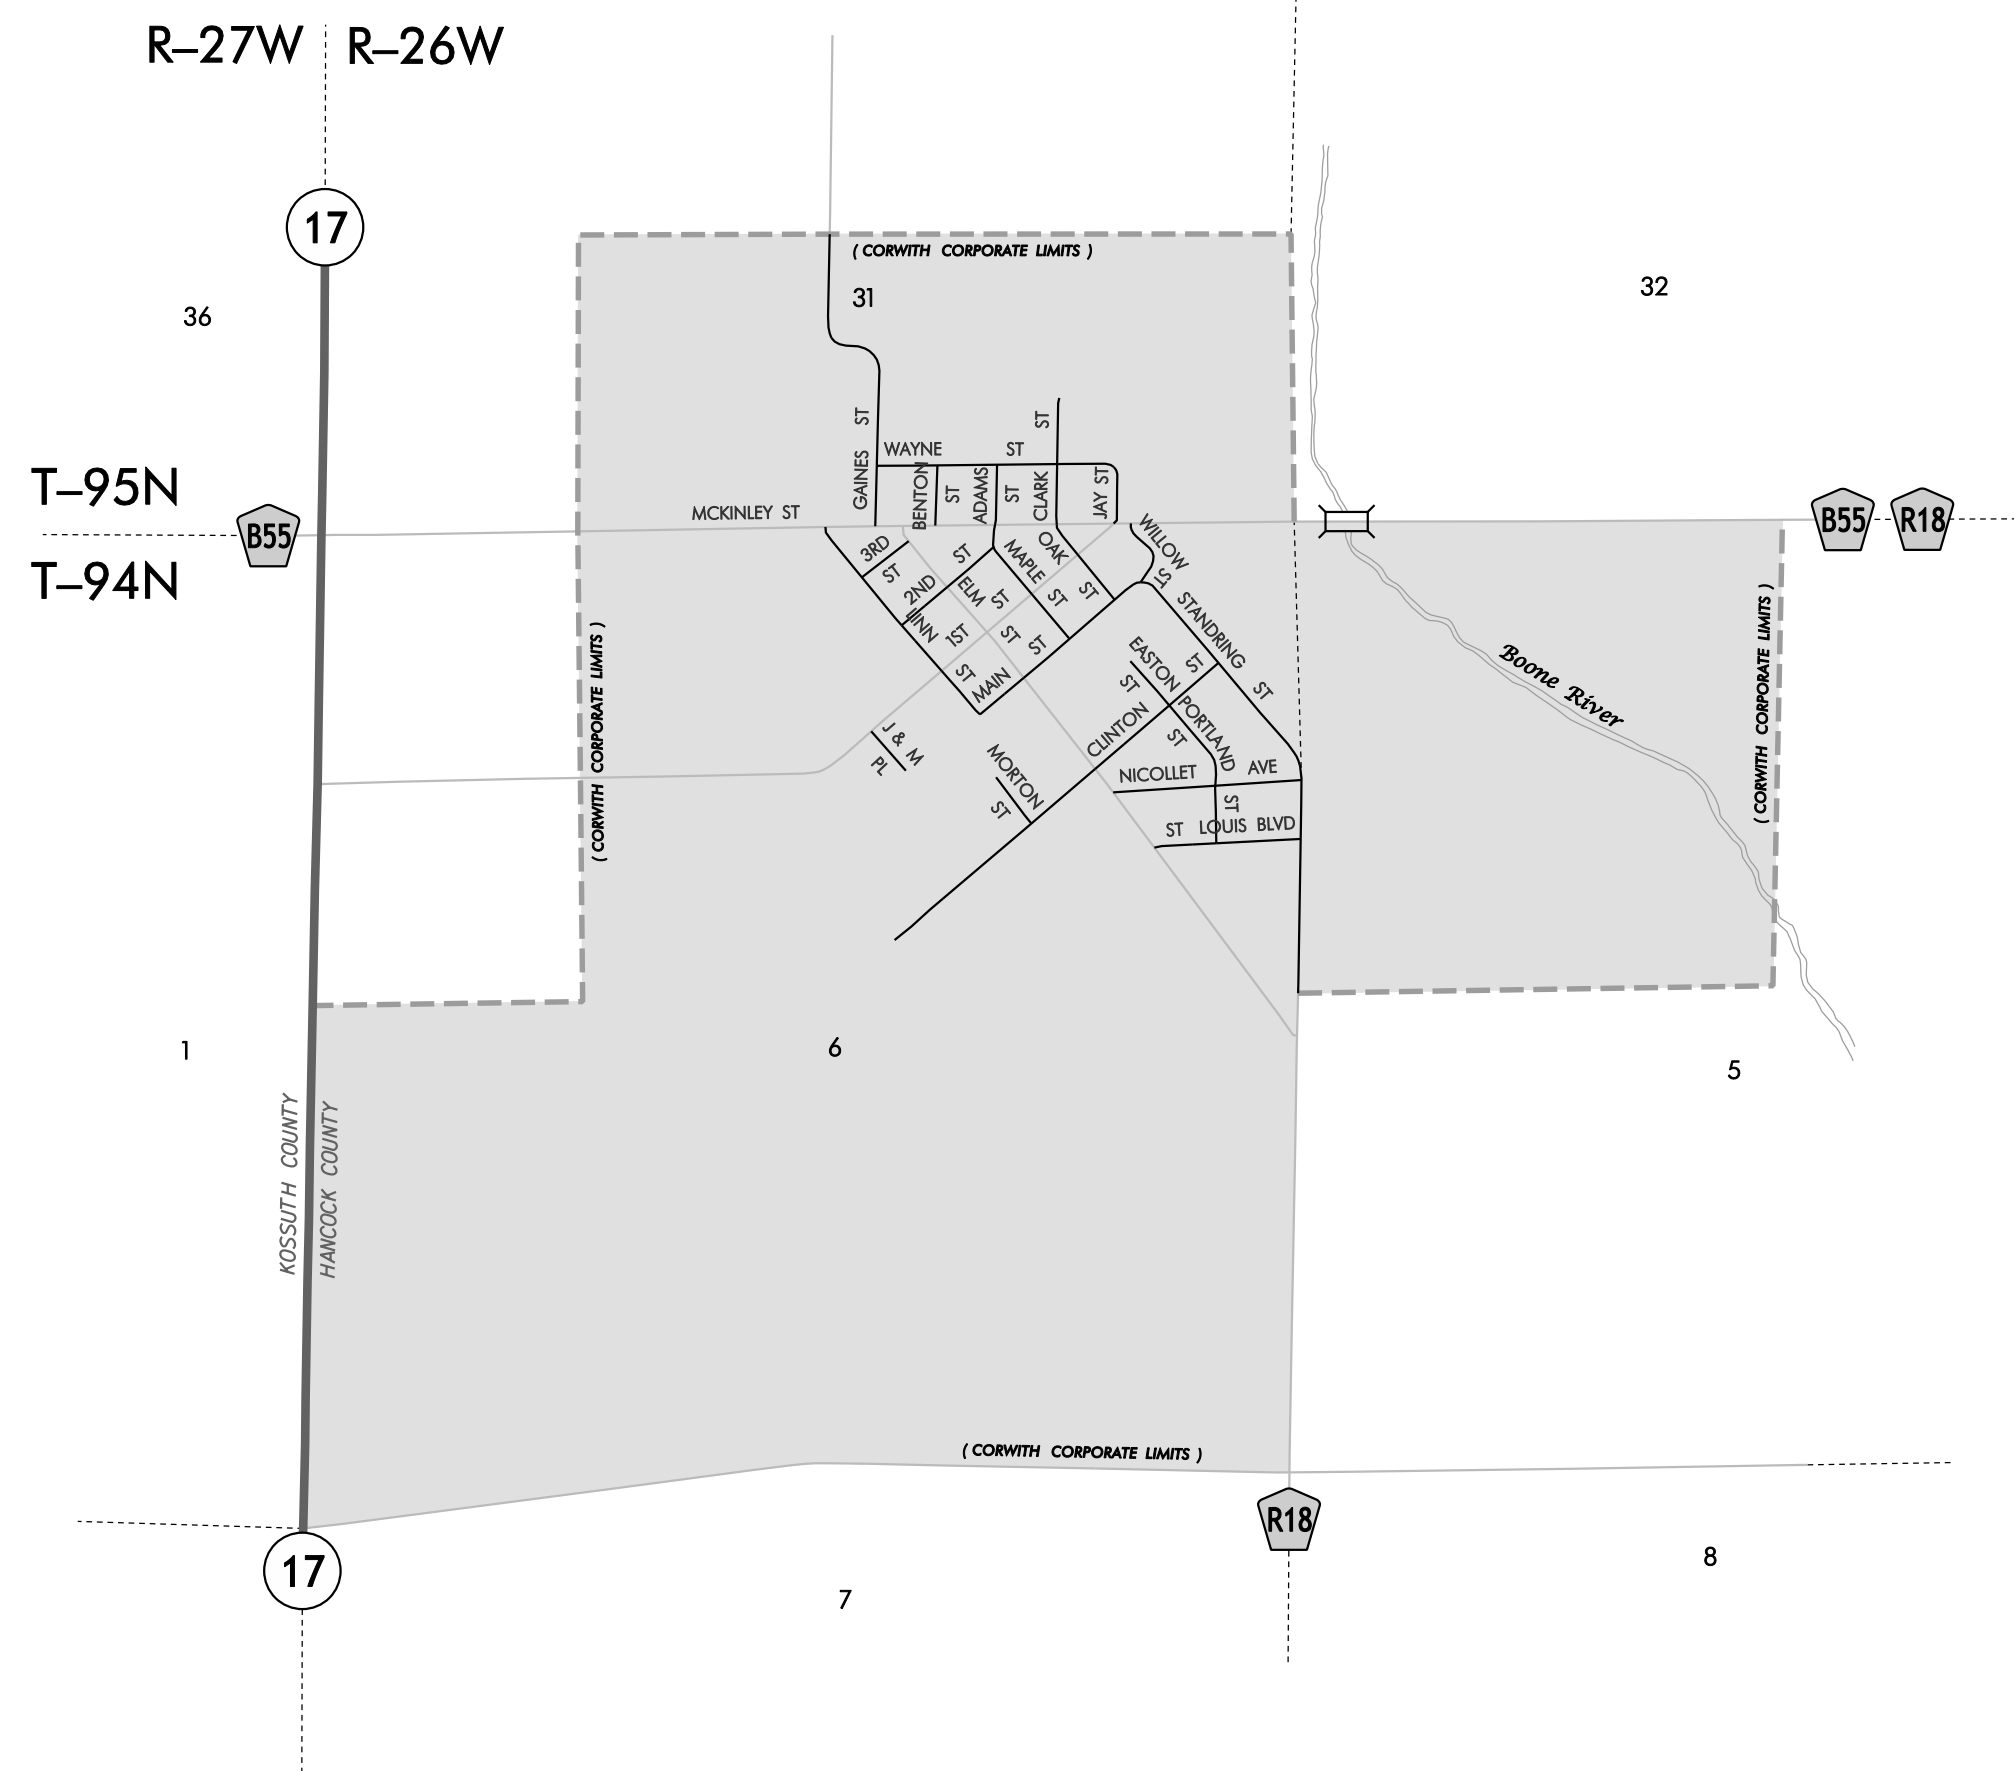 R–27W
R–26W
17
( CORWITH CORPORATE LIMITS )
31
32
36
GAINES ST
WAYNE ST
BENTON ST
ADAMS ST
CLARK ST
JAY ST
T–95N
B55
T–94N
MCKINLEY ST
B55
R18
WILLOW ST
3RD ST
2ND ST
LINN ST
ELM ST
MAPLE ST
OAK ST
1ST ST
MAIN ST
STANDRING ST
EASTON ST
CLINTON ST
PORTLAND ST
Boone River
( CORWITH CORPORATE LIMITS )
( CORWITH CORPORATE LIMITS )
J & M PL
MORTON ST
NICOLLET AVE
ST LOUIS BLVD
1
6
5
KOSSUTH COUNTY
HANCOCK COUNTY
( CORWITH CORPORATE LIMITS )
R18
17
7
8